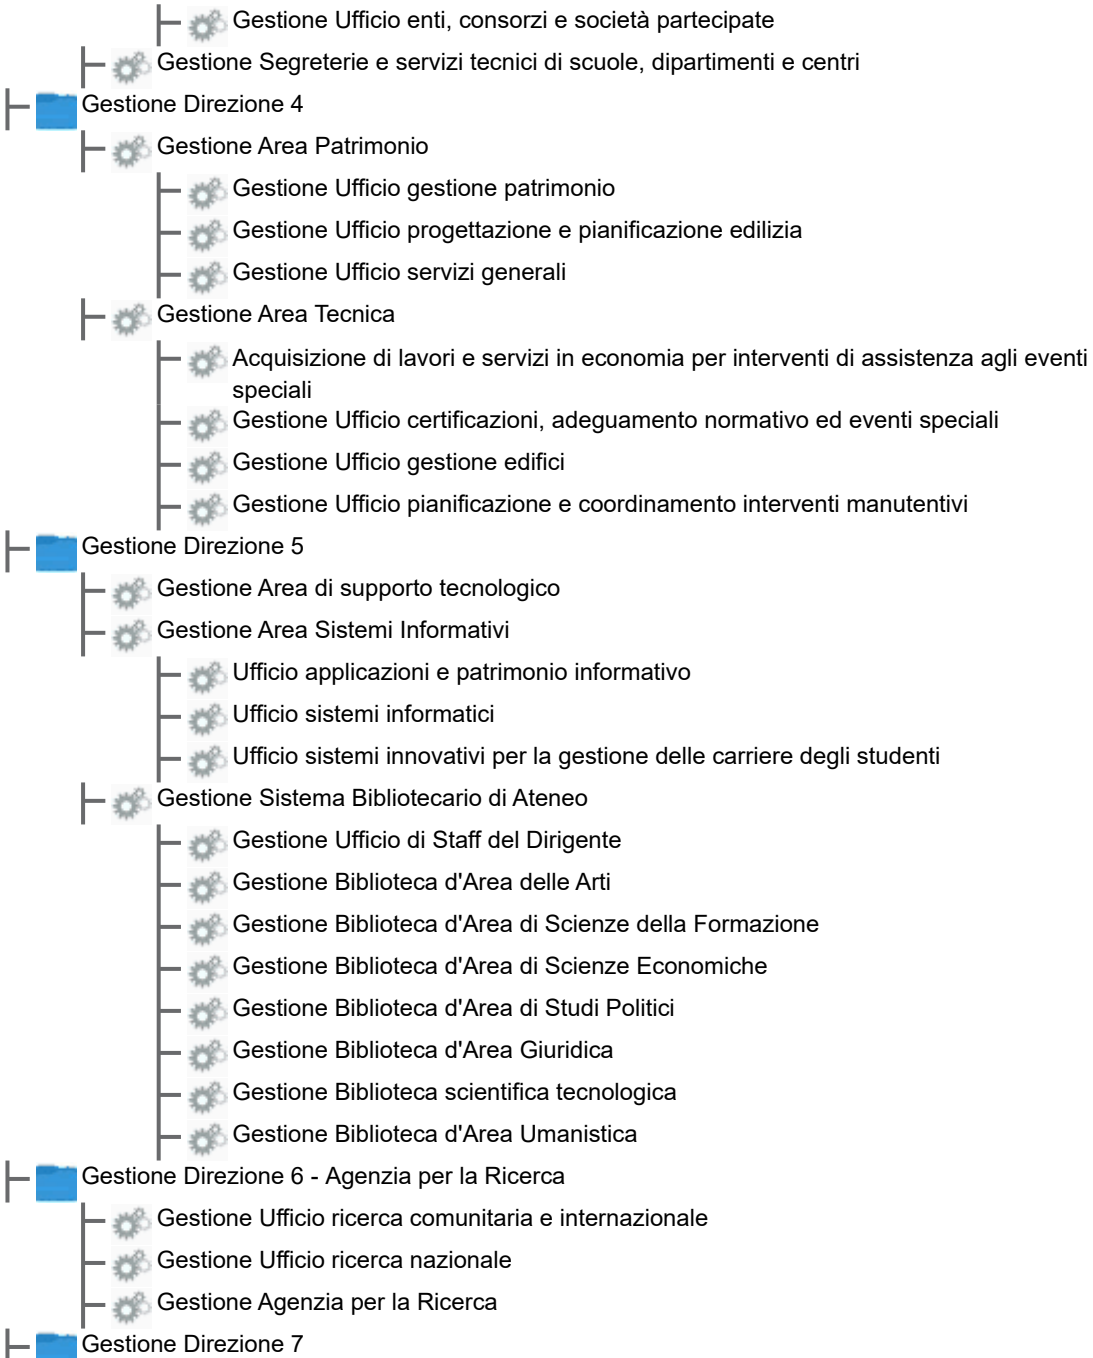 Gestione Ufficio enti, consorzi e società partecipate
Gestione Segreterie e servizi tecnici di scuole, dipartimenti e centri
Gestione Direzione 4
Gestione Area Patrimonio
Gestione Ufficio gestione patrimonio
Gestione Ufficio progettazione e pianificazione edilizia
Gestione Ufficio servizi generali
Gestione Area Tecnica
Acquisizione di lavori e servizi in economia per interventi di assistenza agli eventi
speciali
Gestione Ufficio certificazioni, adeguamento normativo ed eventi speciali
Gestione Ufficio gestione edifici
Gestione Ufficio pianificazione e coordinamento interventi manutentivi
Gestione Direzione 5
Gestione Area di supporto tecnologico
Gestione Area Sistemi Informativi
Ufficio applicazioni e patrimonio informativo
Ufficio sistemi informatici
Ufficio sistemi innovativi per la gestione delle carriere degli studenti
Gestione Sistema Bibliotecario di Ateneo
Gestione Ufficio di Staff del Dirigente
Gestione Biblioteca d'Area delle Arti
Gestione Biblioteca d'Area di Scienze della Formazione
Gestione Biblioteca d'Area di Scienze Economiche
Gestione Biblioteca d'Area di Studi Politici
Gestione Biblioteca d'Area Giuridica
Gestione Biblioteca scientifica tecnologica
Gestione Biblioteca d'Area Umanistica
Gestione Direzione 6 - Agenzia per la Ricerca
Gestione Ufficio ricerca comunitaria e internazionale
Gestione Ufficio ricerca nazionale
Gestione Agenzia per la Ricerca
Gestione Direzione 7